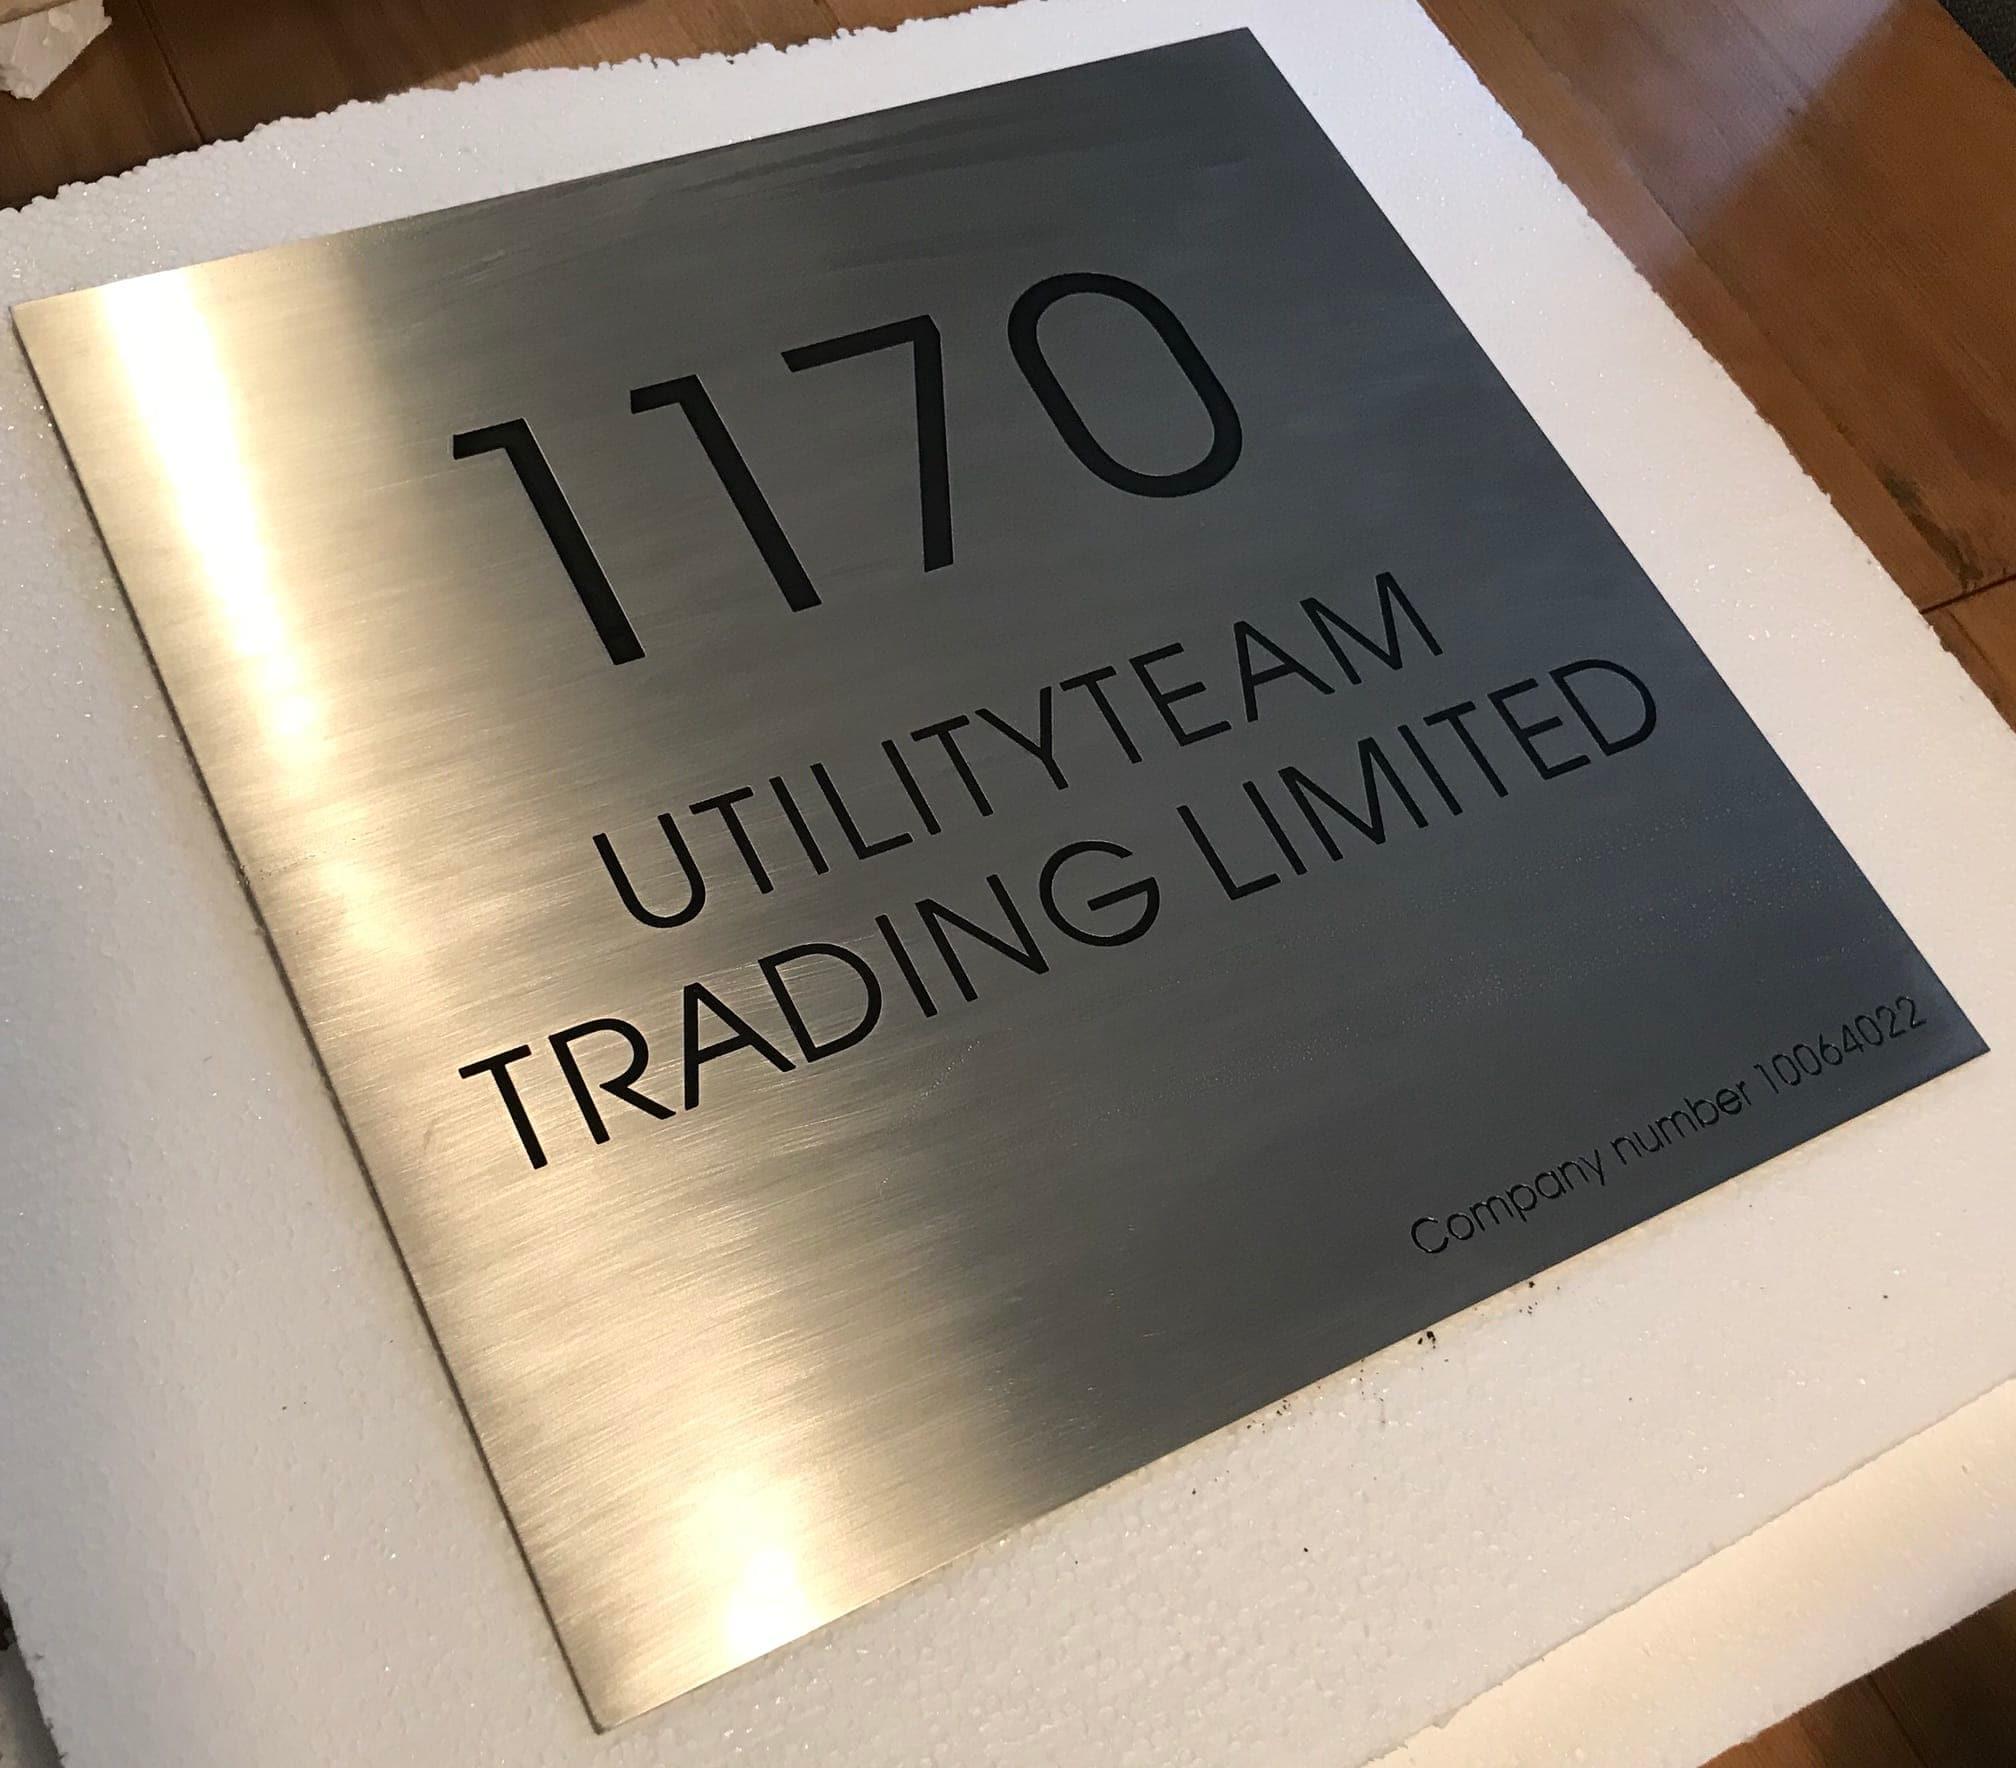 1170
UTILITYTEAM
TRADING LIMITED
Company number 10064022